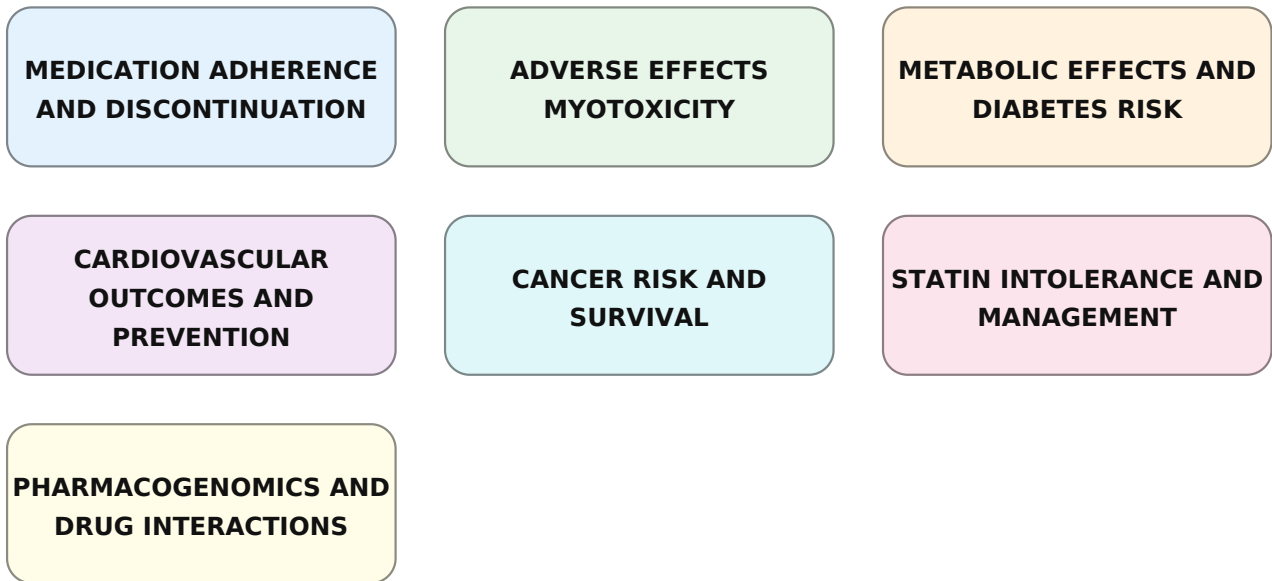 MEDICATION ADHERENCE
AND DISCONTINUATION
ADVERSE EFFECTS
MYOTOXICITY
METABOLIC EFFECTS AND
DIABETES RISK
CARDIOVASCULAR
OUTCOMES AND
PREVENTION
CANCER RISK AND
SURVIVAL
STATIN INTOLERANCE AND
MANAGEMENT
PHARMACOGENOMICS AND
DRUG INTERACTIONS